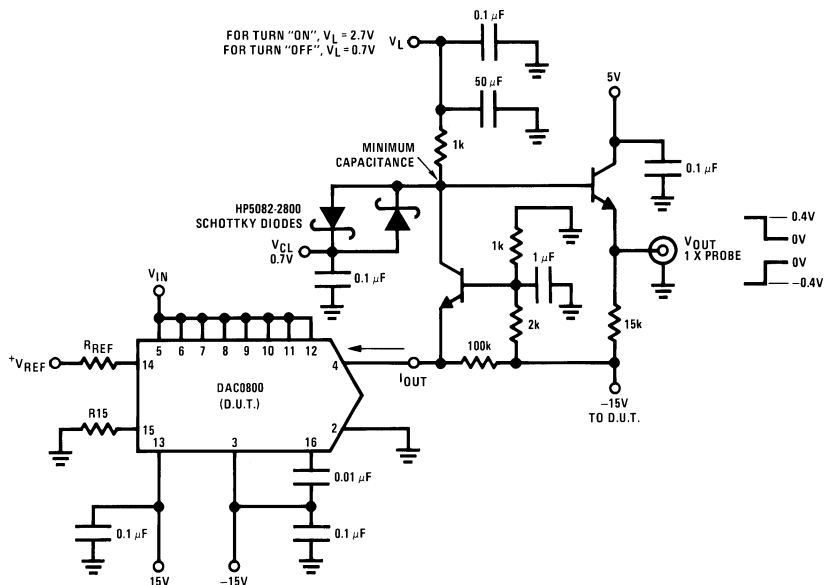 FOR TURN "ON", VL = 2.7V
FOR TURN "OFF", VL = 0.7V
VL
0.1 μF
50 μF
5V
1k
MINIMUM
CAPACITANCE
0.1 μF
HP5082-2800
SCHOTTKY DIODES
VCL
0.7V
0.1 μF
1k
1 μF
2k
VOUT
1 X PROBE
0.4V
0V
0V
−0.4V
15k
VIN
5 6 7 8 9 10 11 12
+VREF
RREF
14
4
IOUT
100k
−15V
TO D.U.T.
DAC0800
(D.U.T.)
R15
15
2
13
3
16
0.01 μF
0.1 μF
0.1 μF
15V
−15V